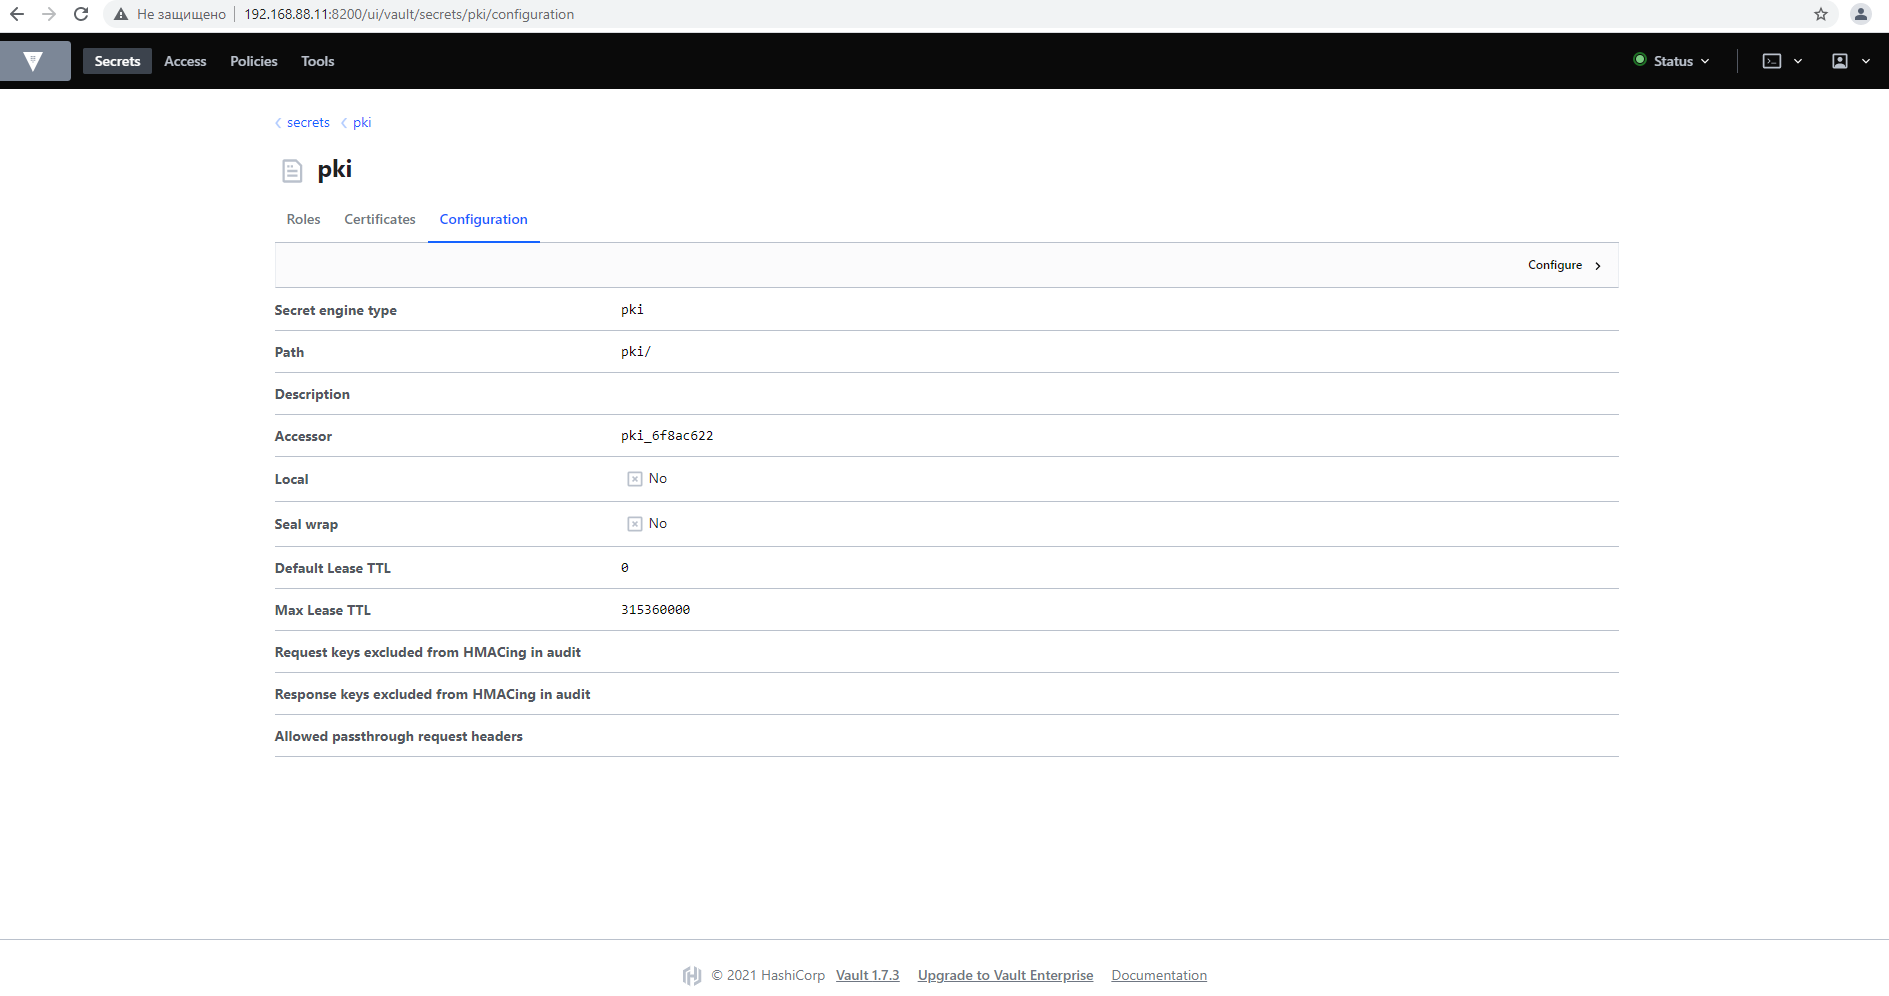 Не защищено 192.168.88.11:8200/ui/vault/secrets/pki/configuration
Secrets Access Policies Tools Status
secrets pki
pki
Roles Certificates Configuration
Configure
Secret engine type pki
Path pki/
Description
Accessor pki_6f8ac622
Local No
Seal wrap No
Default Lease TTL 0
Max Lease TTL 315360000
Request keys excluded from HMACing in audit
Response keys excluded from HMACing in audit
Allowed passthrough request headers
© 2021 HashiCorp Vault 1.7.3 Upgrade to Vault Enterprise Documentation